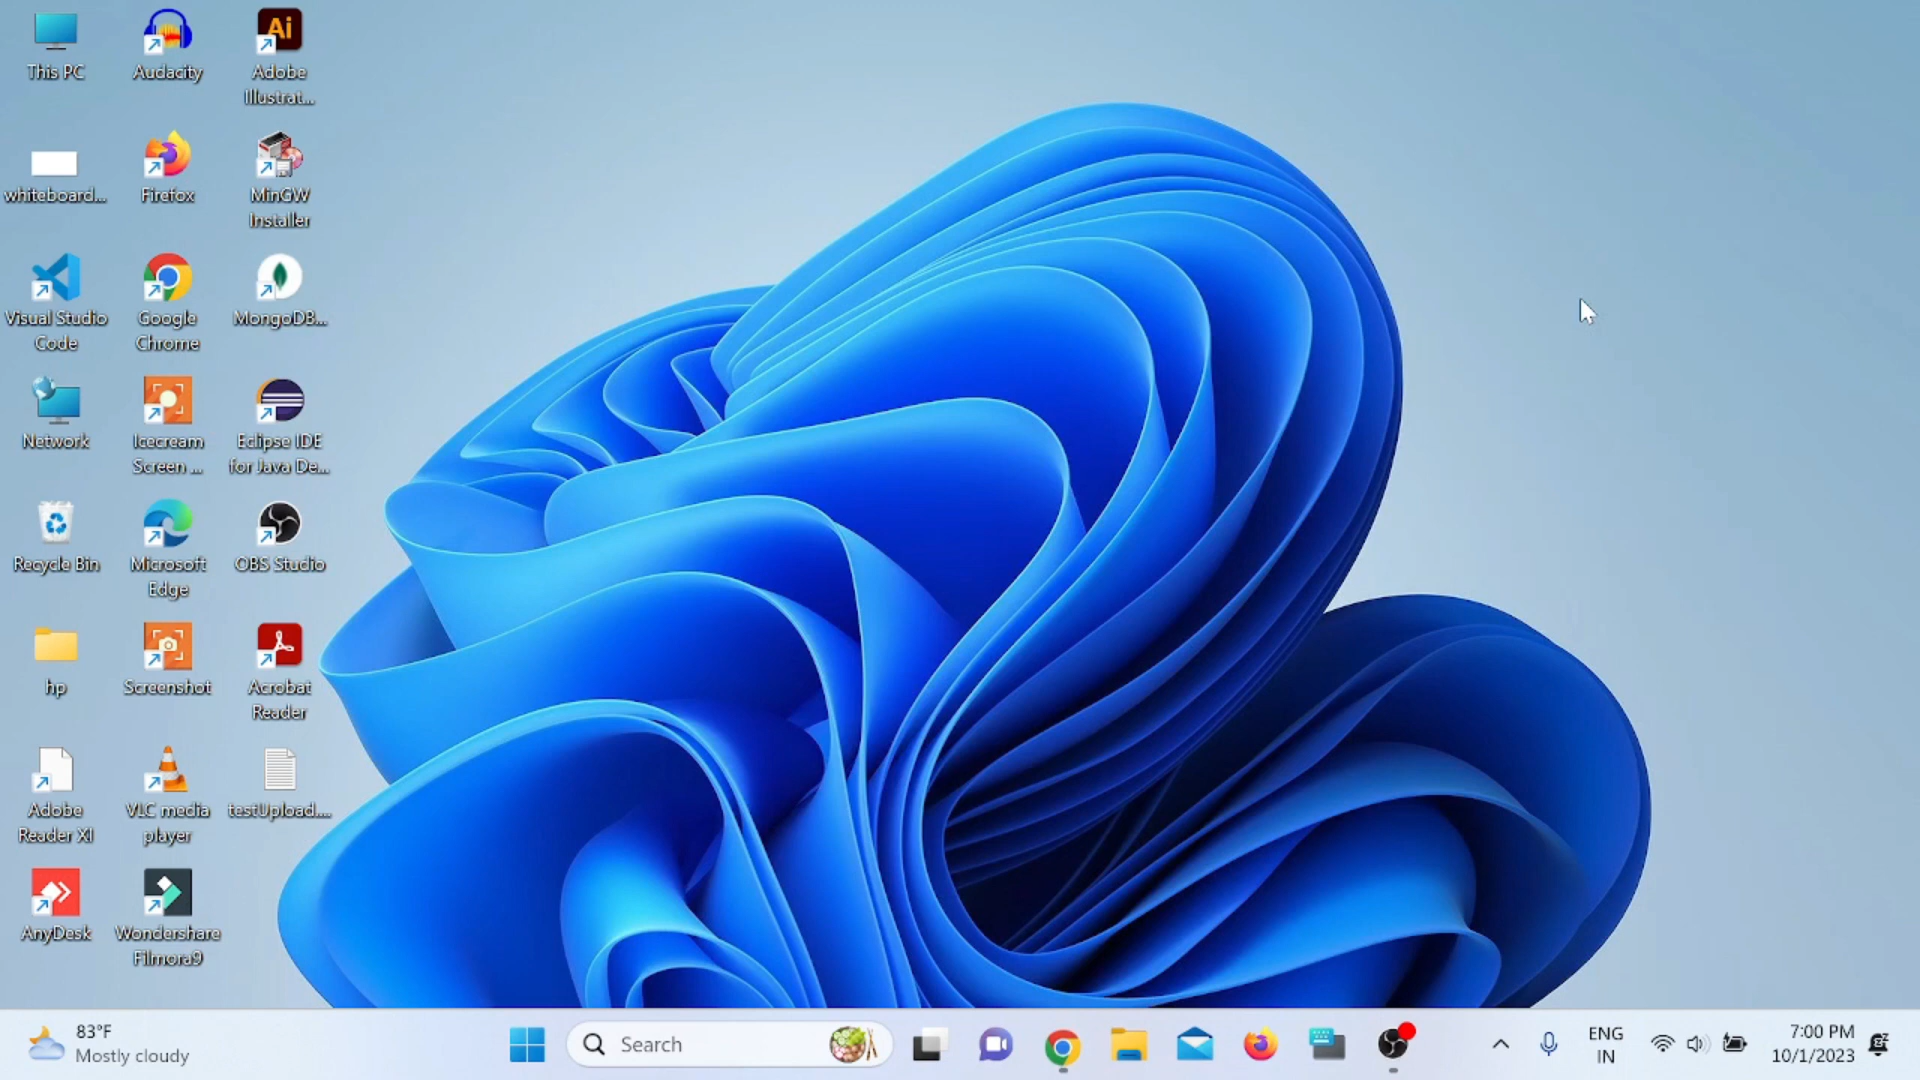 This PC
Audacity
Ai
Adobe
Illustrat...
whiteboard...
Firefox
MinGW
Installer
Visual Studio
Code
Google
Chrome
MongoDB...
Network
Icecream
Screen ...
Eclipse IDE
for Java De...
Recycle Bin
Microsoft
Edge
OBS Studio
hp
Screenshot
Acrobat
Reader
Adobe
Reader XI
VLC media
player
testUpload....
AnyDesk
Wondershare
Filmora9
83°F
Mostly cloudy
Search
ENG
IN
7:00 PM
10/1/2023